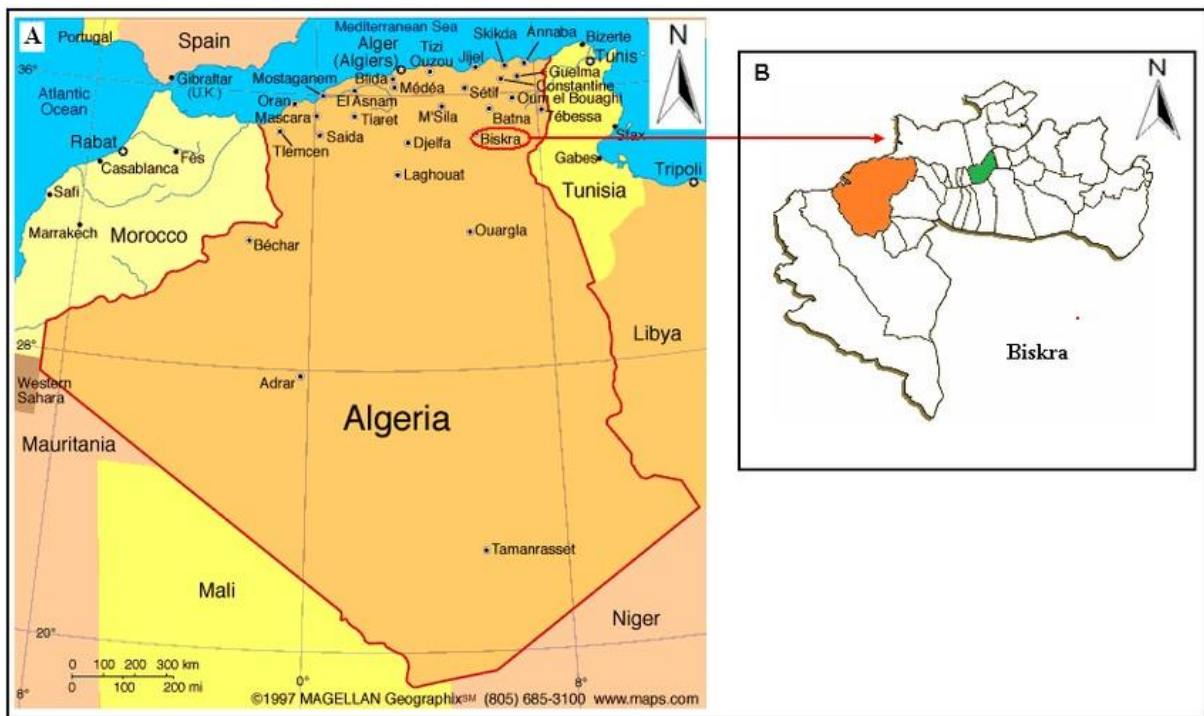 A
Portugal
Spain
Mediterranean Sea
Alger
(Algiers)
Tizi
Ouzou
Jijel
Skikda
Annaba
Bizerte
Tunis
36°
Gibraltar
(U.K.)
Mostaganem
Blida
Médéa
Sétif
Guelma
Constantine
Oum el Bouaghi
Atlantic
Ocean
Oran
El Asnam
Mascara
Tiaret
M'Sila
Batna
Tébessa
Rabat
Casablanca
Fès
Tlemcen
Saida
Djelfa
Biskra
Sfax
Gabes
Tripoli
Safi
Laghouat
Tunisia
Marrakech
Morocco
Béchar
Ouargla
Libya
28°
Western
Sahara
Adrar
Algeria
Mauritania
Tamanrasset
Mali
Niger
20°
0 100 200 300 km
0 100 200 mi
8°
0°
8°
©1997 MAGELLAN Geographix℠ (805) 685-3100 www.maps.com
N
B
N
Biskra